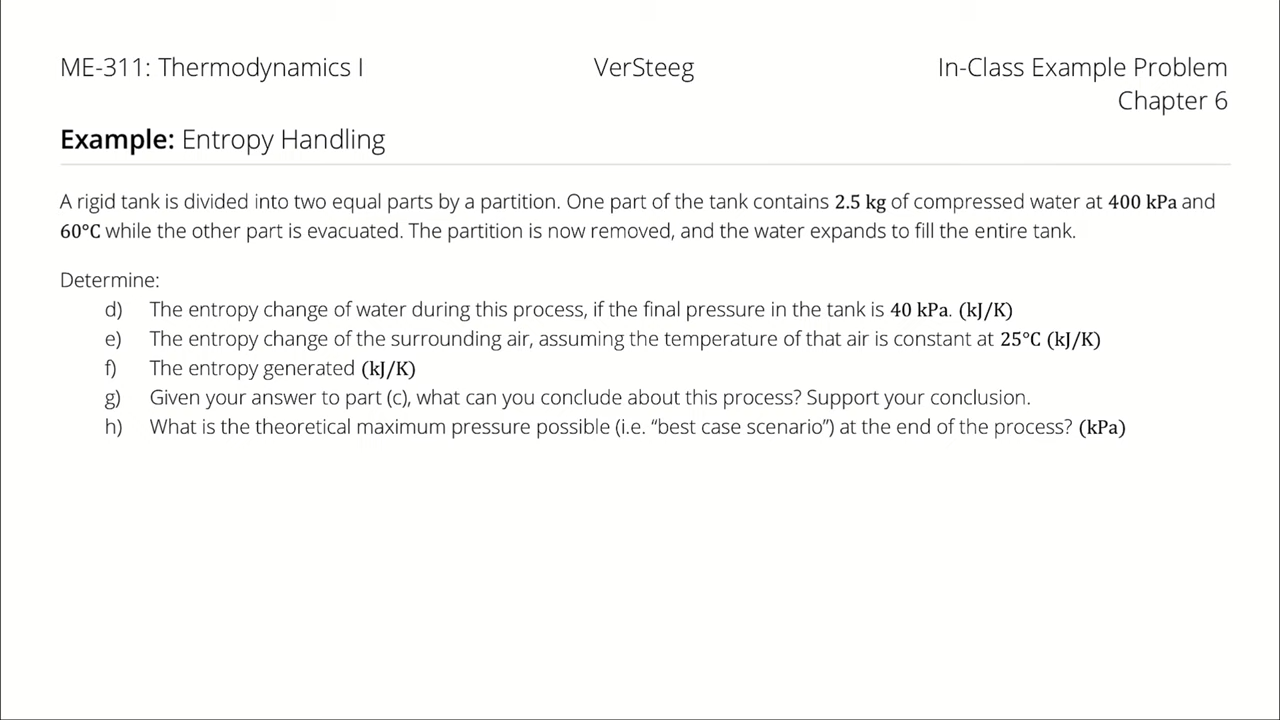 ME-311: Thermodynamics I VerSteeg In-Class Example Problem
Chapter 6
Example: Entropy Handling
A rigid tank is divided into two equal parts by a partition. One part of the tank contains 2.5 kg of compressed water at 400 kPa and
60°C while the other part is evacuated. The partition is now removed, and the water expands to fill the entire tank.
Determine:
d) The entropy change of water during this process, if the final pressure in the tank is 40 kPa. (kJ/K)
e) The entropy change of the surrounding air, assuming the temperature of that air is constant at 25°C (kJ/K)
f) The entropy generated (kJ/K)
g) Given your answer to part (c), what can you conclude about this process? Support your conclusion.
h) What is the theoretical maximum pressure possible (i.e. “best case scenario”) at the end of the process? (kPa)